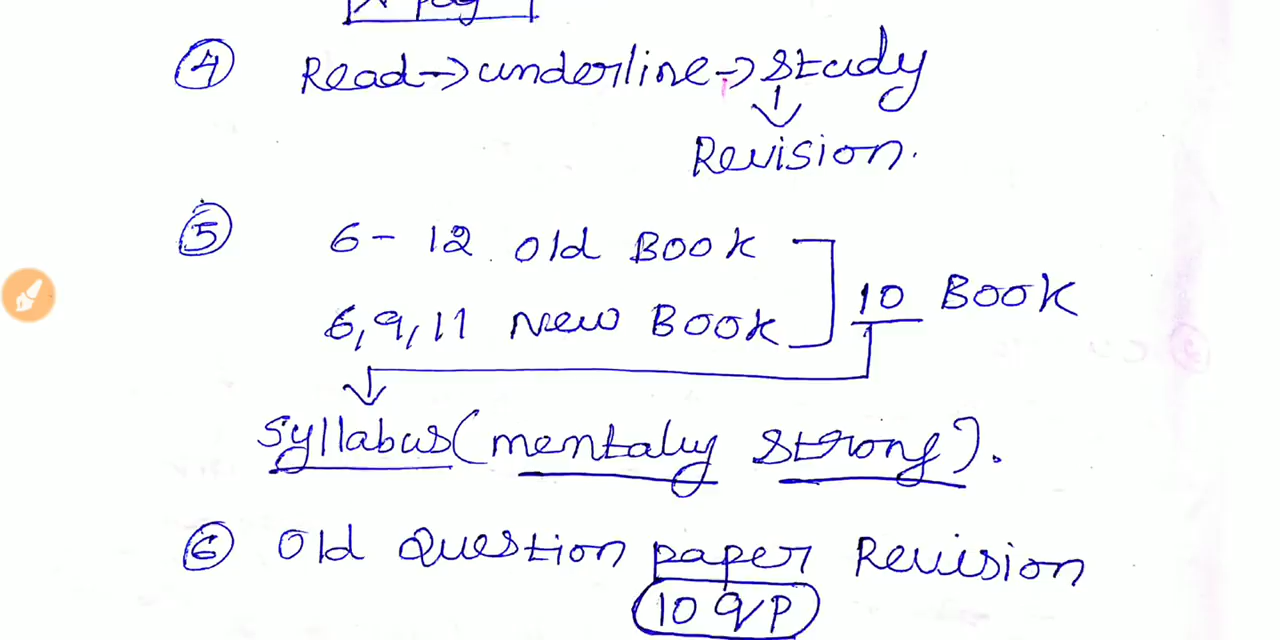 ④ Read → underline → study
↓
Revision.
⑤ 6 - 12 old Book
6, 9, 11 New Book
10 Book
syllabus (mentaly strong).
⑥ Old Question paper Revision
10 Q/P